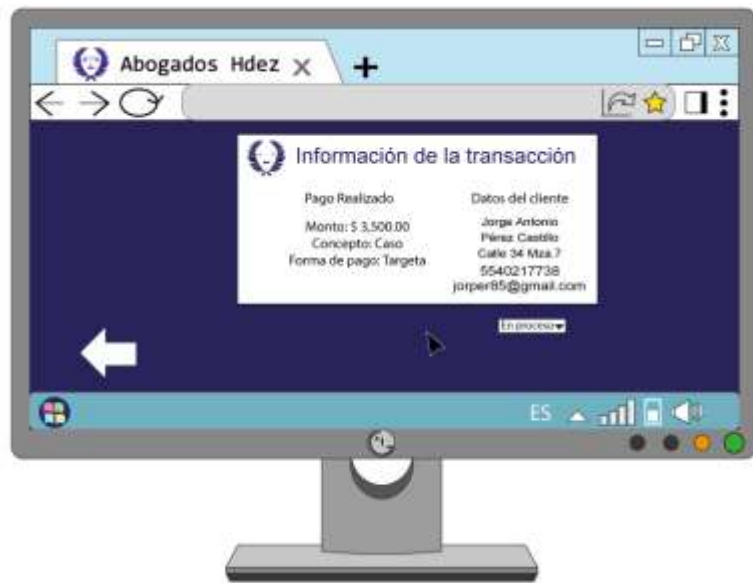 Abogados Hdez
Información de la transacción
Pago Realizado
Monto: $ 3,500.00
Concepto: Caso
Forma de pago: Targeta
Datos del cliente
Jorge Antonio
Pérez Castillo
Calle 34 Mza.7
5540217738
jorper85@gmail.com
En proceso
ES